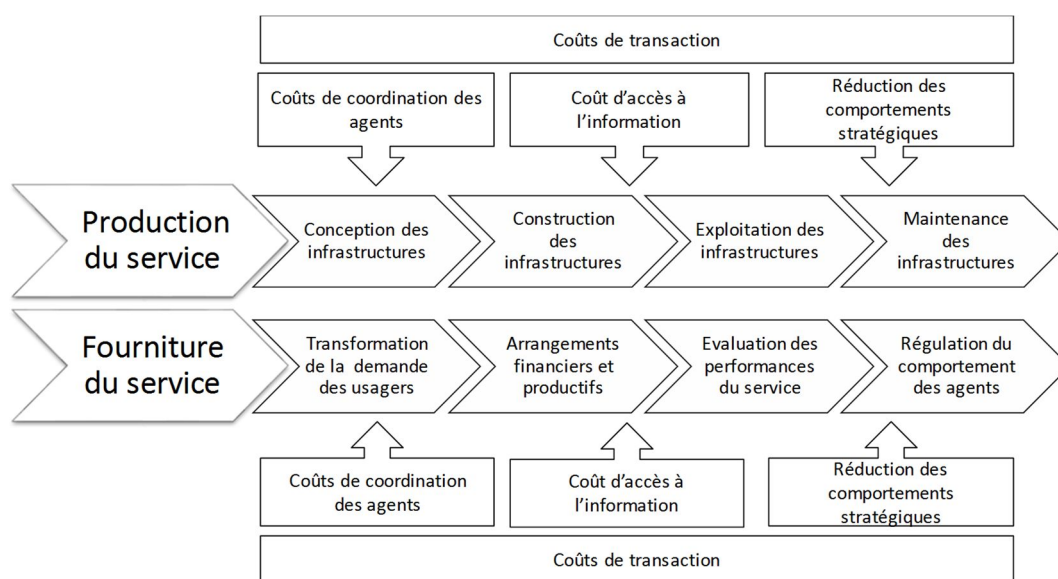 Coûts de transaction
Coûts de coordination des
agents
Coût d'accès à
l'information
Réduction des
comportements
stratégiques
Production
du service
Conception des
infrastructures
Construction
des
infrastructures
Exploitation des
infrastructures
Maintenance
des
infrastructures
Fourniture
du service
Transformation
de la demande
des usagers
Arrangements
financiers et
productifs
Evaluation des
performances
du service
Régulation du
comportement
des agents
Coûts de coordination
des agents
Coût d'accès à
l'information
Réduction des
comportements
stratégiques
Coûts de transaction